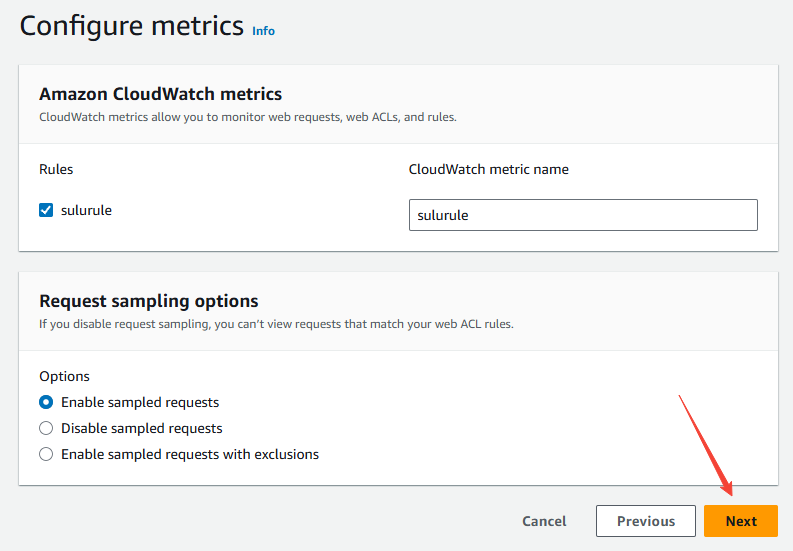 Configure metrics Info
Amazon CloudWatch metrics
CloudWatch metrics allow you to monitor web requests, web ACLs, and rules.
Rules
CloudWatch metric name
sulurule
sulurule
Request sampling options
If you disable request sampling, you can't view requests that match your web ACL rules.
Options
Enable sampled requests
Disable sampled requests
Enable sampled requests with exclusions
Cancel
Previous
Next